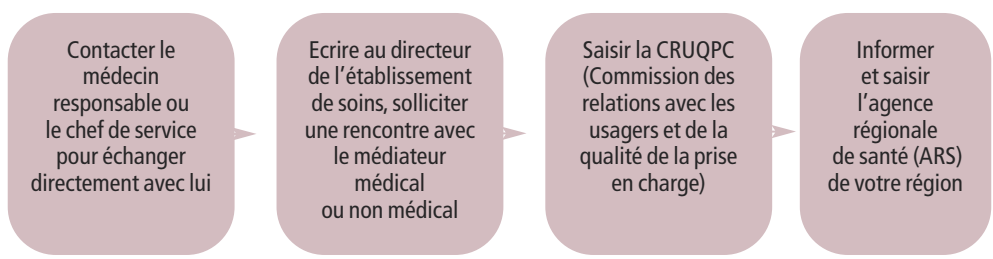 Contacter le
médecin
responsable ou
le chef de service
pour échanger
directement avec lui
Ecrire au directeur
de l'établissement
de soins, solliciter
une rencontre avec
le médiateur
médical
ou non médical
Saisir la CRUQPC
(Commission des
relations avec les
usagers et de la
qualité de la prise
en charge)
Informer
et saisir
l'agence
régionale
de santé (ARS)
de votre région